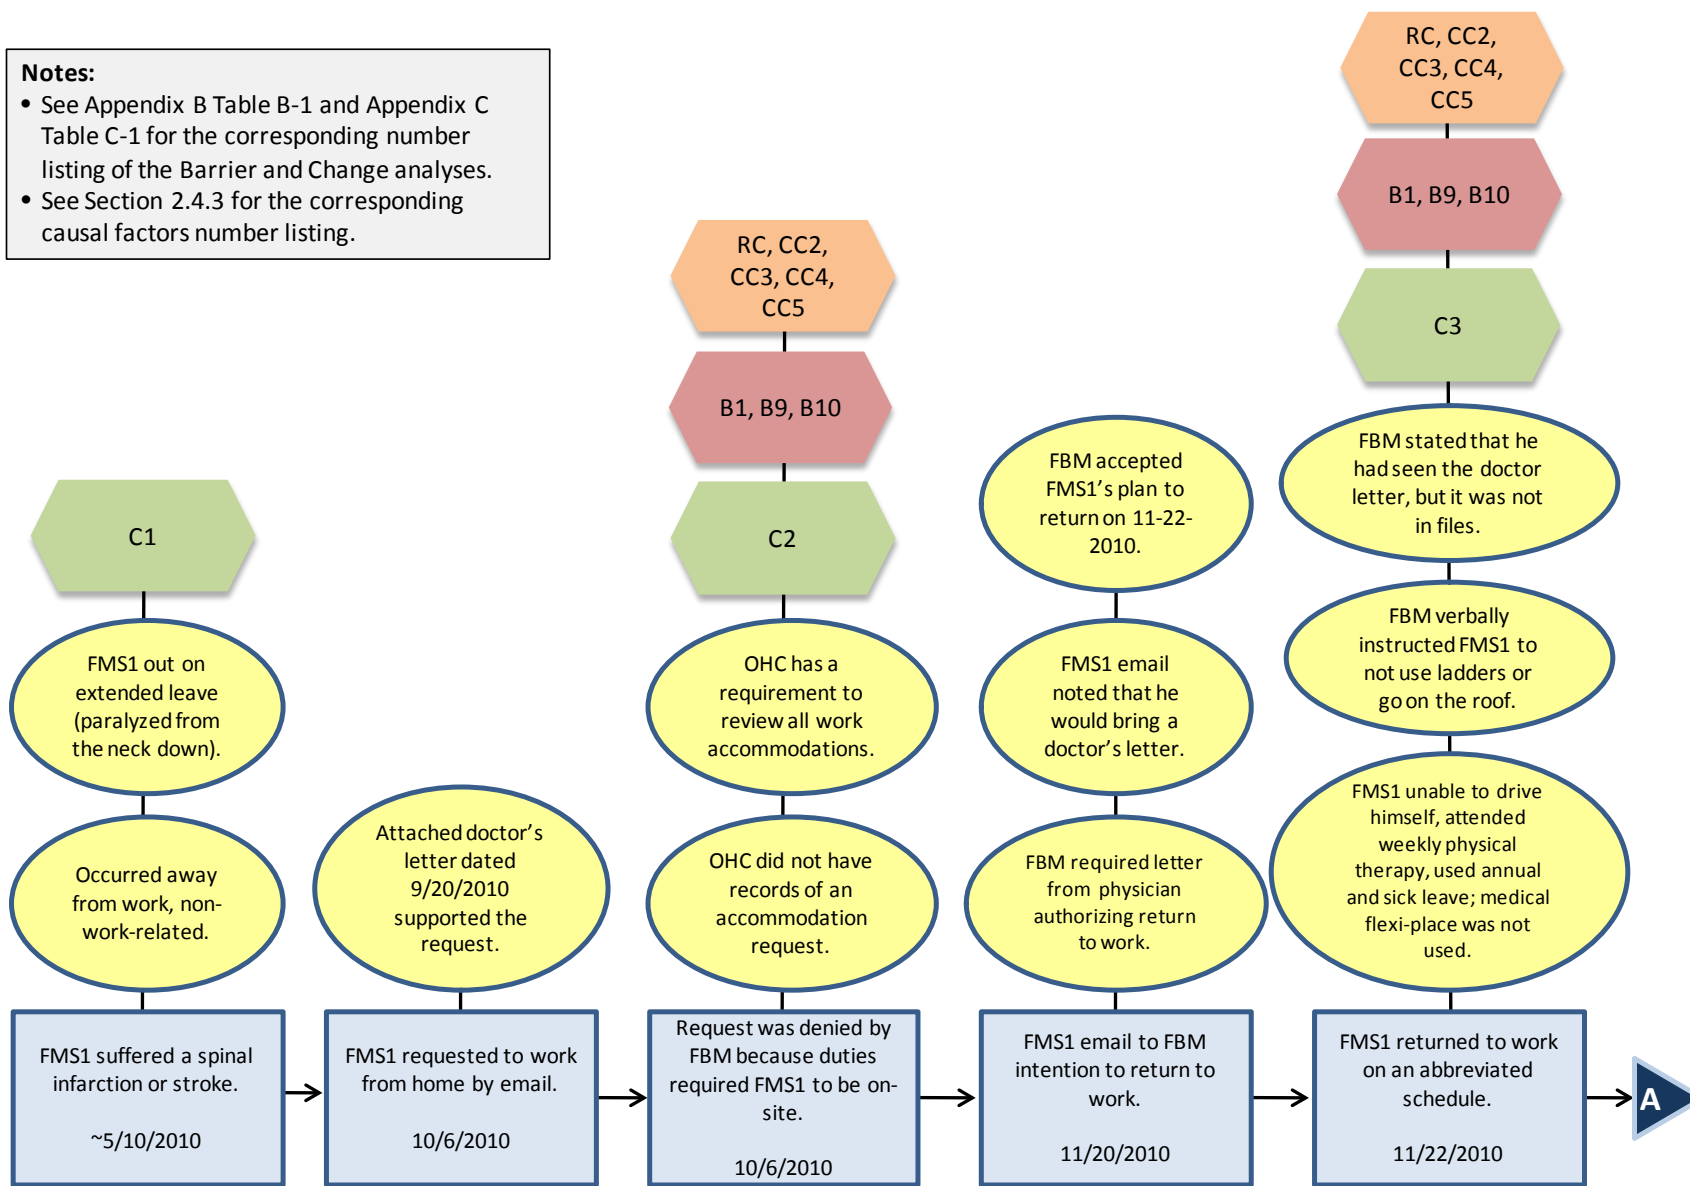 Notes:
• See Appendix B Table B-1 and Appendix C
Table C-1 for the corresponding number
listing of the Barrier and Change analyses.
• See Section 2.4.3 for the corresponding
causal factors number listing.
C1
FMS1 out on
extended leave
(paralyzed from
the neck down).
Occurred away
from work, non-
work-related.
FMS1 suffered a spinal
infarction or stroke.
~5/10/2010
Attached doctor's
letter dated
9/20/2010
supported the
request.
FMS1 requested to work
from home by email.
10/6/2010
RC, CC2,
CC3, CC4,
CC5
B1, B9, B10
C2
OHC has a
requirement to
review all work
accommodations.
OHC did not have
records of an
accommodation
request.
Request was denied by
FBM because duties
required FMS1 to be on-
site.
10/6/2010
FBM accepted
FMS1's plan to
return on 11-22-
2010.
FMS1 email
noted that he
would bring a
doctor's letter.
FBM required letter
from physician
authorizing return
to work.
FMS1 email to FBM
intention to return to
work.
11/20/2010
RC, CC2,
CC3, CC4,
CC5
B1, B9, B10
C3
FBM stated that he
had seen the doctor
letter, but it was not
in files.
FBM verbally
instructed FMS1 to
not use ladders or
go on the roof.
FMS1 unable to drive
himself, attended
weekly physical
therapy, used annual
and sick leave; medical
flexi-place was not
used.
FMS1 returned to work
on an abbreviated
schedule.
11/22/2010
A